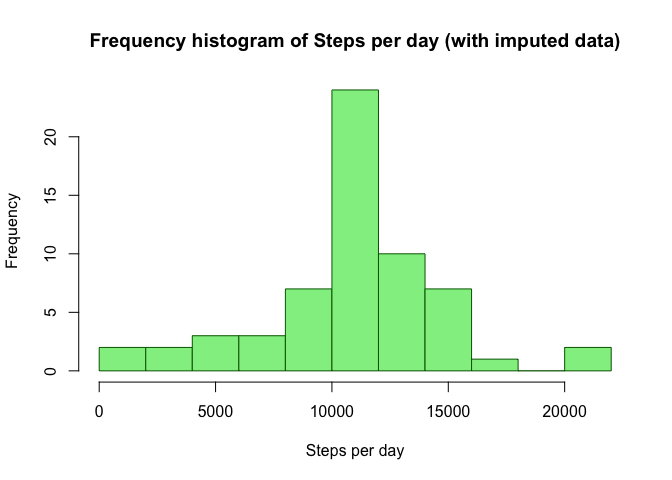 Frequency histogram of Steps per day (with imputed data)
Frequency
20
15
10
5
0
0 5000 10000 15000 20000
Steps per day